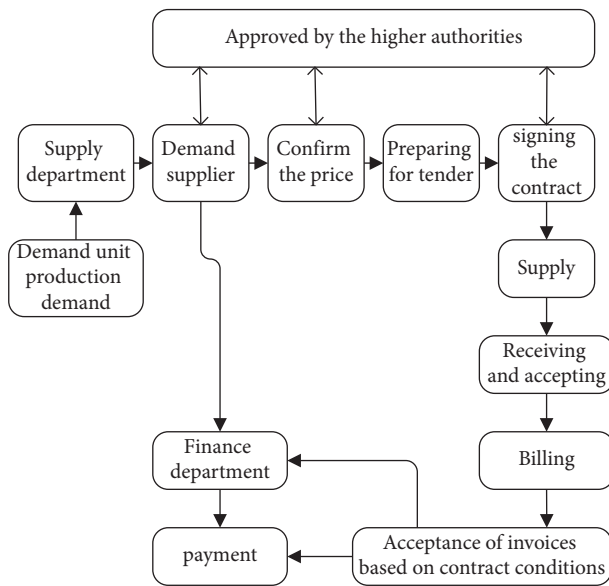 Approved by the higher authorities
Supply
department
Demand
supplier
Confirm
the price
Preparing
for tender
signing
the
contract
Demand unit
production
demand
Supply
Receiving
and accepting
Finance
department
Billing
payment
Acceptance of invoices
based on contract conditions